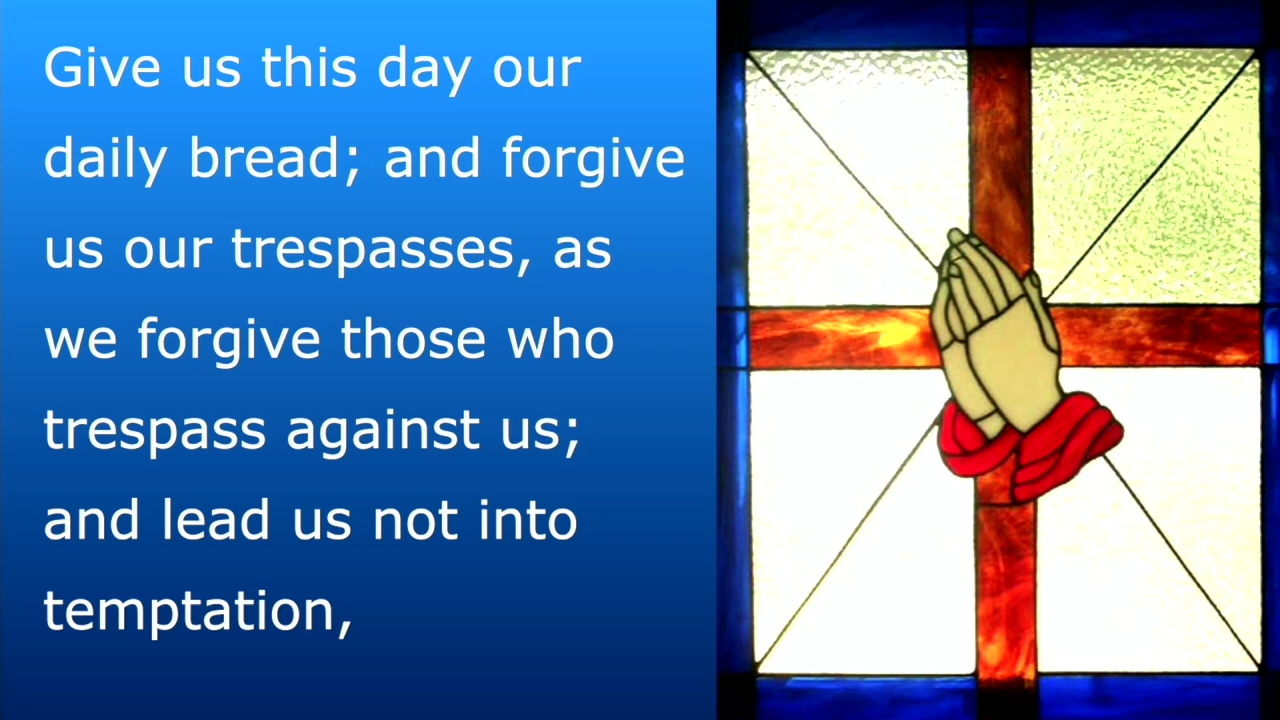 Give us this day our
daily bread; and forgive
us our trespasses, as
we forgive those who
trespass against us;
and lead us not into
temptation,